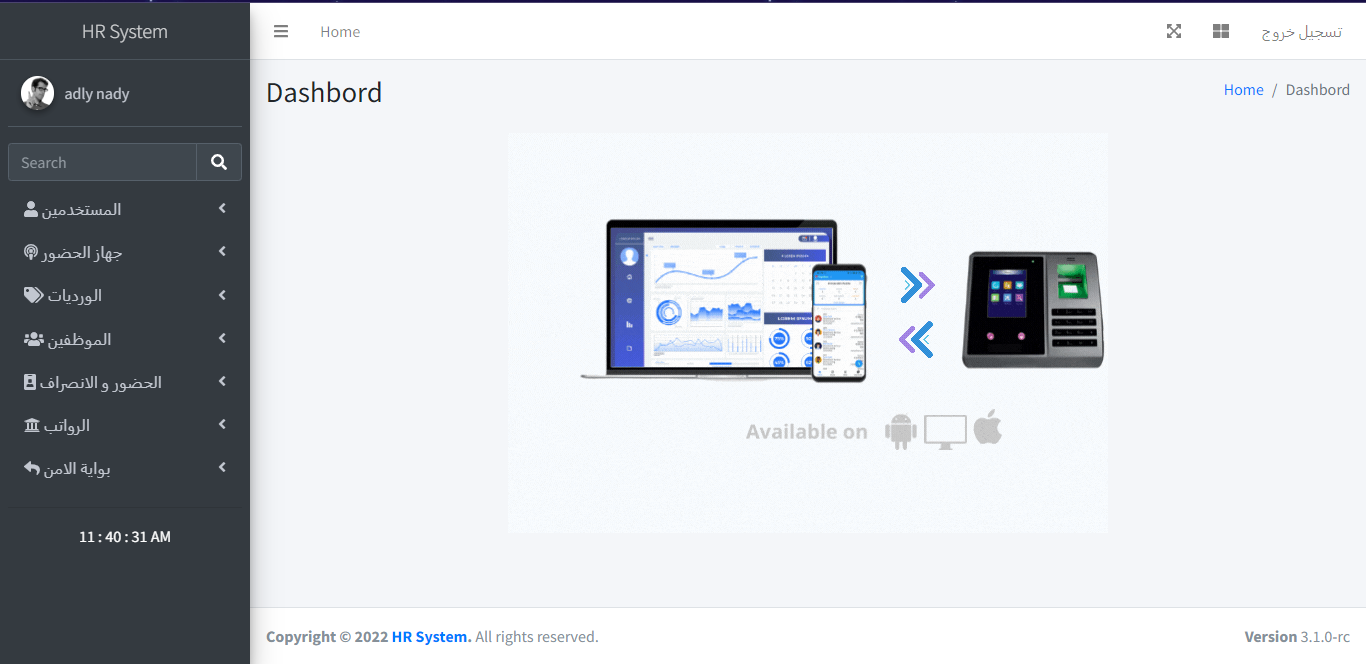 HR System
Home
تسجيل خروج
adly nady
Dashbord
Home / Dashbord
Search
المستخدمين
جهاز الحضور
الورديات
الموظفين
الحضور و الانصراف
الرواتب
بوابة الامن
11 : 40 : 31 AM
Available on
Copyright © 2022 HR System. All rights reserved.
Version 3.1.0-rc